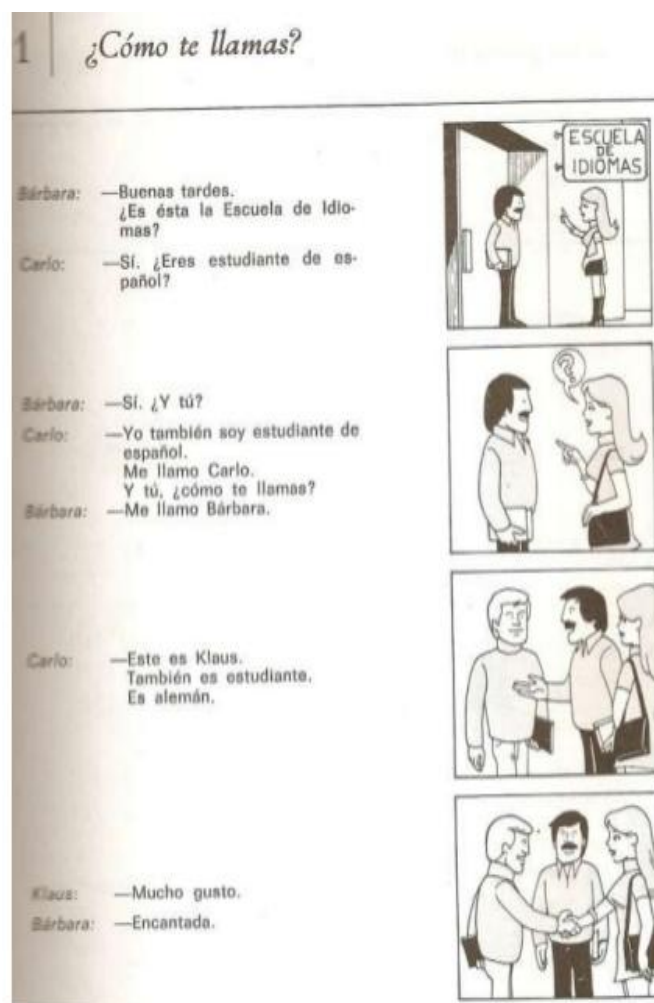 1
¿Cómo te llamas?
ESCUELA
DE
IDIOMAS
Bárbara: —Buenas tardes.
¿Es ésta la Escuela de Idio-
mas?
Carlo: —Sí. ¿Eres estudiante de es-
pañol?
Bárbara: —Sí. ¿Y tú?
Carlo: —Yo también soy estudiante de
español.
Me llamo Carlo.
Y tú, ¿cómo te llamas?
Bárbara: —Me llamo Bárbara.
Carlo: —Este es Klaus.
También es estudiante.
Es alemán.
Klaus: —Mucho gusto.
Bárbara: —Encantada.